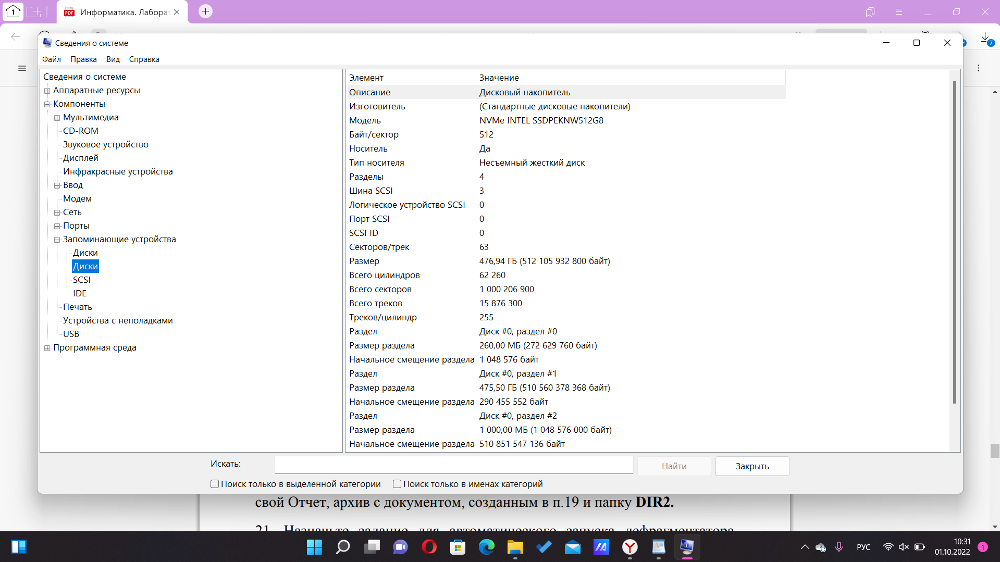 1
Информатика. Лаборат
7
Сведения о системе
Файл Правка Вид Справка
Сведения о системе
Аппаратные ресурсы
Компоненты
Мультимедиа
CD-ROM
Звуковое устройство
Дисплей
Инфракрасные устройства
Ввод
Модем
Сеть
Порты
Запоминающие устройства
Диски
Диски
SCSI
IDE
Печать
Устройства с неполадками
USB
Программная среда
Элемент Значение
Описание Дисковый накопитель
Изготовитель (Стандартные дисковые накопители)
Модель NVMe INTEL SSDPEKNW512G8
Байт/сектор 512
Носитель Да
Тип носителя Несъемный жесткий диск
Разделы 4
Шина SCSI 3
Логическое устройство SCSI 0
Порт SCSI 0
SCSI ID 0
Секторов/трек 63
Размер 476,94 ГБ (512 105 932 800 байт)
Всего цилиндров 62 260
Всего секторов 1 000 206 900
Всего треков 15 876 300
Треков/цилиндр 255
Раздел Диск #0, раздел #0
Размер раздела 260,00 МБ (272 629 760 байт)
Начальное смещение раздела 1 048 576 байт
Раздел Диск #0, раздел #1
Размер раздела 475,50 ГБ (510 560 378 368 байт)
Начальное смещение раздела 290 455 552 байт
Раздел Диск #0, раздел #2
Размер раздела 1 000,00 МБ (1 048 576 000 байт)
Начальное смещение раздела 510 851 547 136 байт
Искать: Найти Закрыть
Поиск только в выделенной категории Поиск только в именах категорий
свой Отчет, архив с документом, созданным в п.19 и папку DIR2.
21. Назначьте задание для автоматического запуска дефрагментатора
РУС 10:31
01.10.2022 1